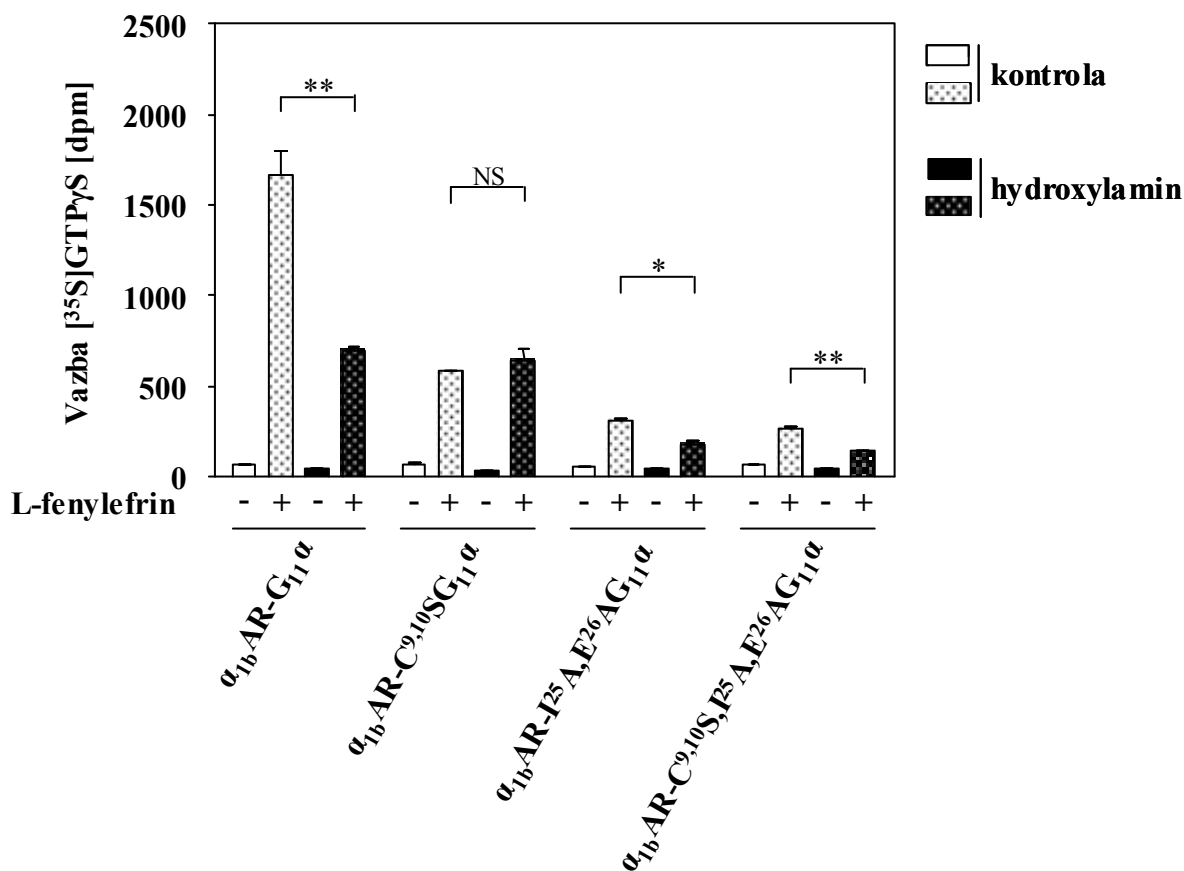 2500
2000
1500
1000
500
0
Vazba [³⁵S]GTPγS [dpm]
**
NS
*
**
kontrola
hydroxylamin
L-fenylefrin - + - + - + - + - + - + - + - +
α₁bAR-G₁₁α
α₁bAR-C⁹,¹⁰SG₁₁α
α₁bAR-I²⁵A,E²⁶AG₁₁α
α₁bAR-C⁹,¹⁰S,I²⁵A,E²⁶AG₁₁α